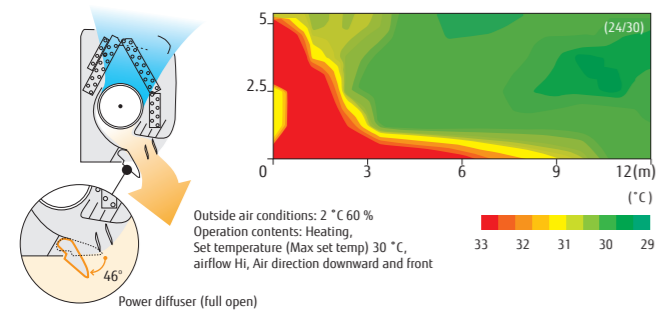 5
(24/30)
2.5
0
3
6
9
12(m)
(˚C)
33
32
31
30
29
Outside air conditions: 2 ˚C 60 %
Operation contents: Heating,
Set temperature (Max set temp) 30 ˚C,
airflow Hi, Air direction downward and front
46°
Power diffuser (full open)